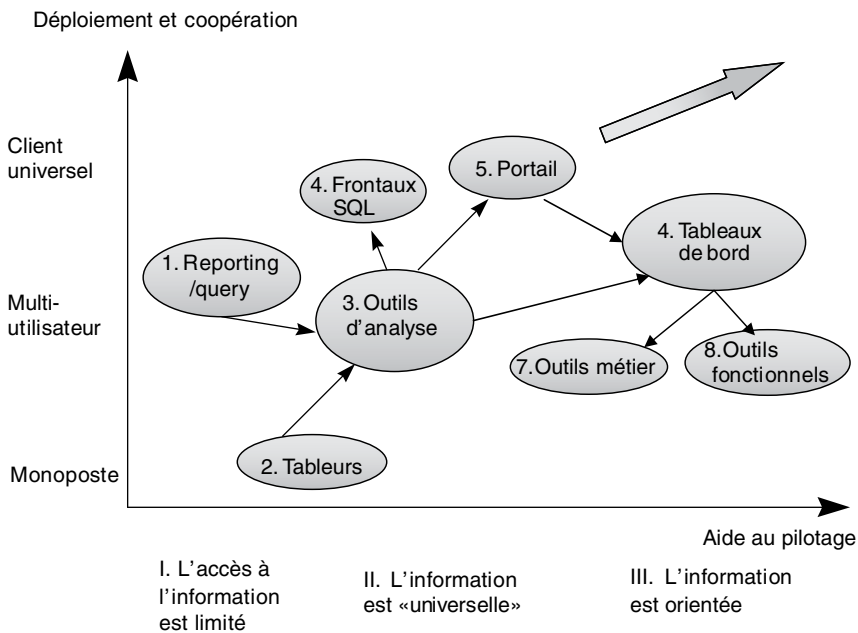 Déploiement et coopération
Client
universel
5. Portail
4. Frontaux
SQL
4. Tableaux
de bord
1. Reporting
/query
Multi-
utilisateur
3. Outils
d'analyse
7. Outils métier
8. Outils
fonctionnels
2. Tableurs
Monoposte
Aide au pilotage
I. L'accès à
l'information
est limité
II. L'information
est «universelle»
III. L'information
est orientée